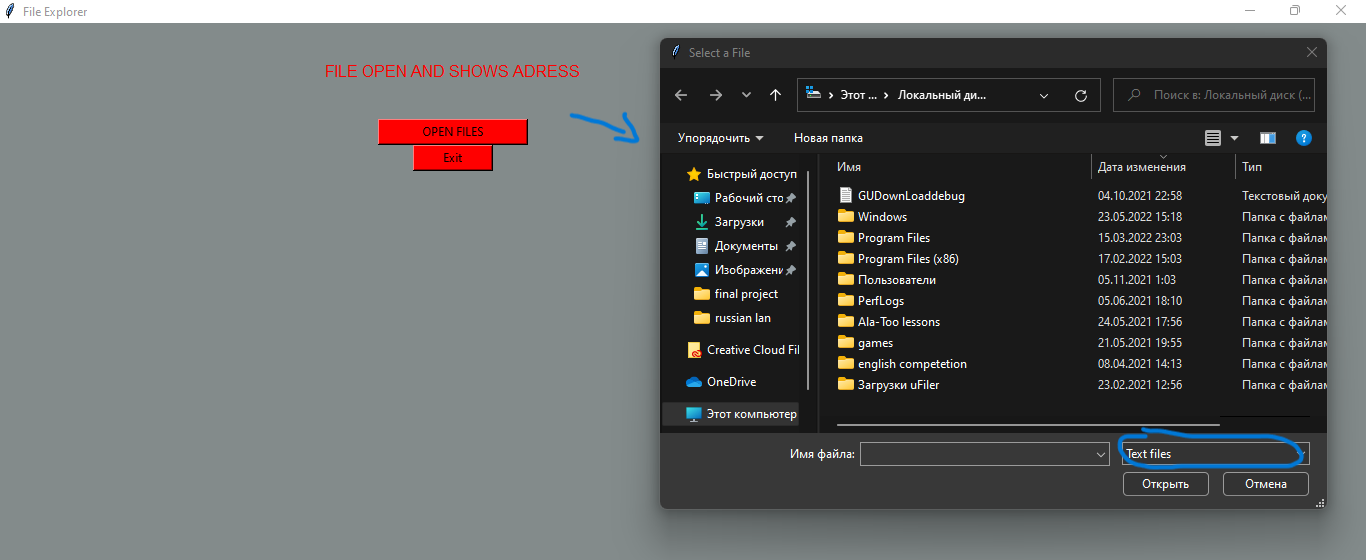 File Explorer
FILE OPEN AND SHOWS ADRESS
OPEN FILES
Exit
Select a File
Этот ... › Локальный ди...
Поиск в: Локальный диск (...
Упорядочить
Новая папка
Быстрый доступ
Рабочий сто
Загрузки
Документы
Изображени
final project
russian lan
Creative Cloud Fil
OneDrive
Этот компьютер
Имя Дата изменения Тип
GUDownLoaddebug 04.10.2021 22:58 Текстовый доку
Windows 23.05.2022 15:18 Папка с файлам
Program Files 15.03.2022 23:03 Папка с файлам
Program Files (x86) 17.02.2022 15:03 Папка с файлам
Пользователи 05.11.2021 1:03 Папка с файлам
PerfLogs 05.06.2021 18:10 Папка с файлам
Ala-Too lessons 24.05.2021 17:56 Папка с файлам
games 21.05.2021 19:55 Папка с файлам
english competetion 08.04.2021 14:13 Папка с файлам
Загрузки uFiler 23.02.2021 12:56 Папка с файлам
Имя файла:
Text files
Открыть
Отмена